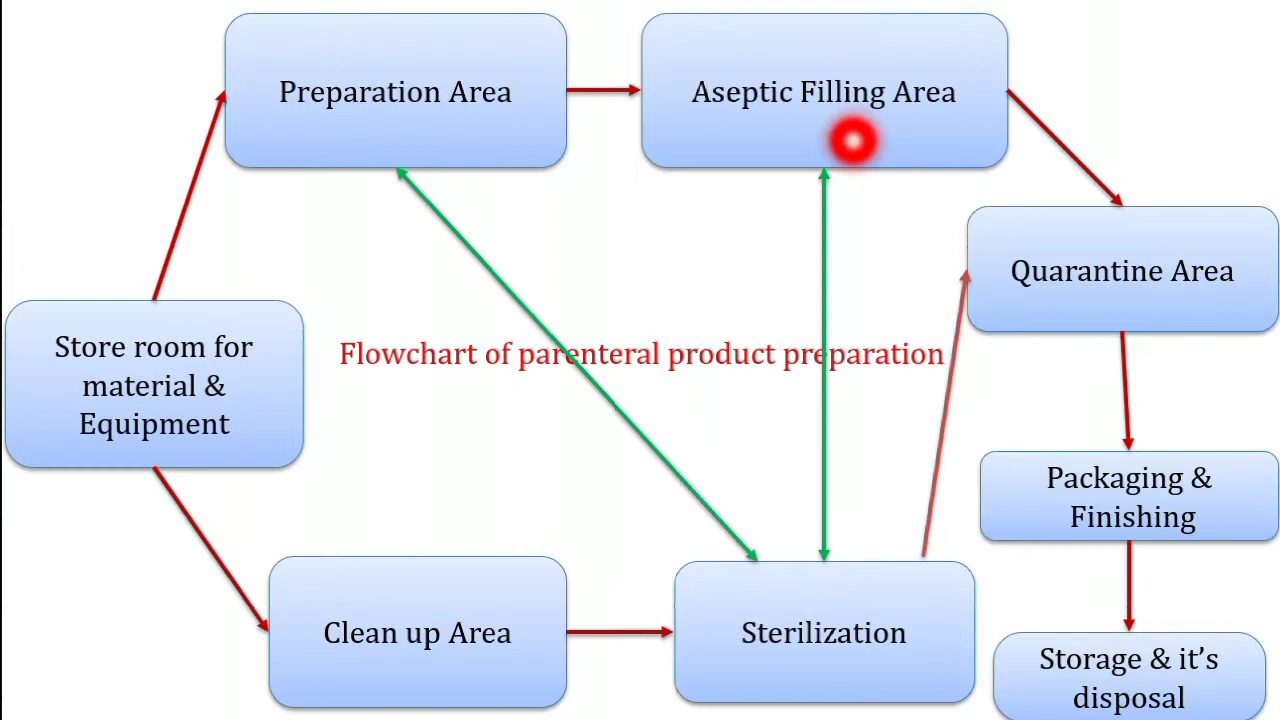 Preparation Area
Aseptic Filling Area
Quarantine Area
Store room for
material &
Equipment
Flowchart of parenteral product preparation
Packaging &
Finishing
Clean up Area
Sterilization
Storage & it's
disposal